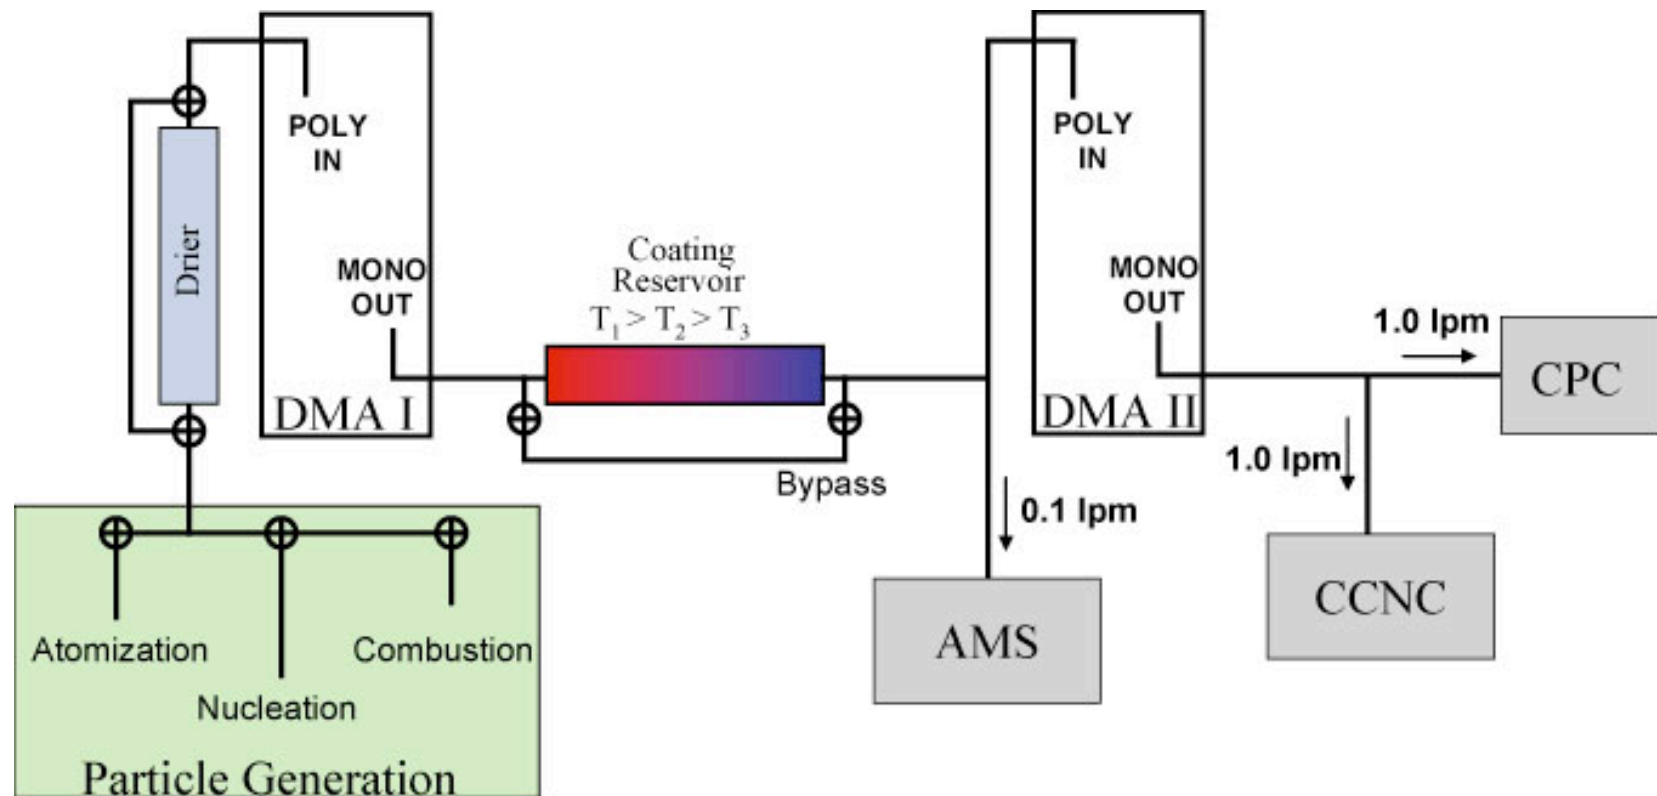 POLY
IN
Drier
MONO
OUT
DMA I
Coating
Reservoir
T₁ > T₂ > T₃
Bypass
POLY
IN
MONO
OUT
DMA II
1.0 lpm
CPC
1.0 lpm
CCNC
0.1 lpm
AMS
Atomization
Nucleation
Combustion
Particle Generation